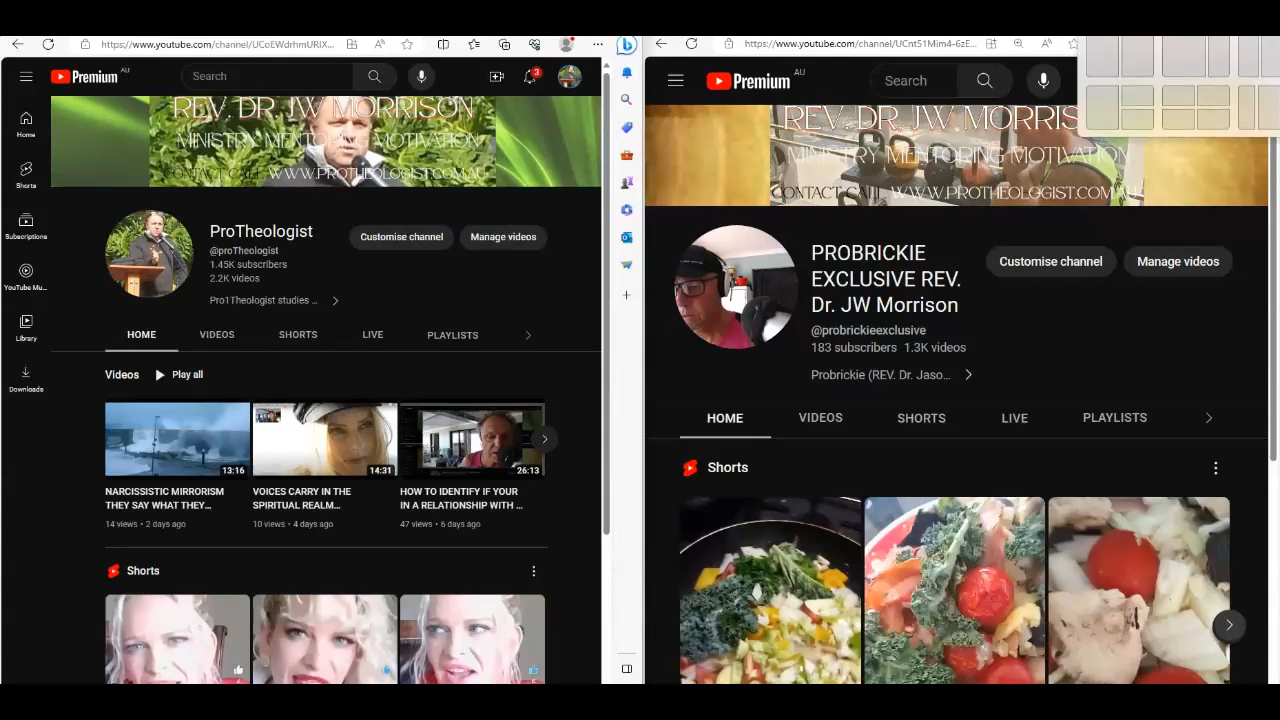 https://www.youtube.com/channel/UCoEWdrhmURIX...
Premium AU
Search
3
Home
Shorts
Subscriptions
YouTube Mu...
Library
Downloads
REV. DR. JW MORRISON
MINISTRY MENTORING MOTIVATION
CONTACT CALL WWW.PROTHEOLOGIST.COM.AU
ProTheologist
@proTheologist
1.45K subscribers
2.2K videos
Pro1Theologist studies ...
Customise channel
Manage videos
HOME VIDEOS SHORTS LIVE PLAYLISTS
Videos Play all
13:16
14:31
26:13
NARCISSISTIC MIRRORISM
THEY SAY WHAT THEY...
14 views • 2 days ago
VOICES CARRY IN THE
SPIRITUAL REALM...
10 views • 4 days ago
HOW TO IDENTIFY IF YOUR
IN A RELATIONSHIP WITH ...
47 views • 6 days ago
Shorts
https://www.youtube.com/channel/UCnt51Mim4-6zE...
Premium AU
Search
REV. DR. JW MORRIS
MINISTRY MENTORING MOTIVATION
CONTACT CALL WWW.PROTHEOLOGIST.COM.AU
PROBRICKIE
EXCLUSIVE REV.
Dr. JW Morrison
@probrickieexclusive
183 subscribers 1.3K videos
Probrickie (REV. Dr. Jaso...
Customise channel
Manage videos
HOME VIDEOS SHORTS LIVE PLAYLISTS
Shorts